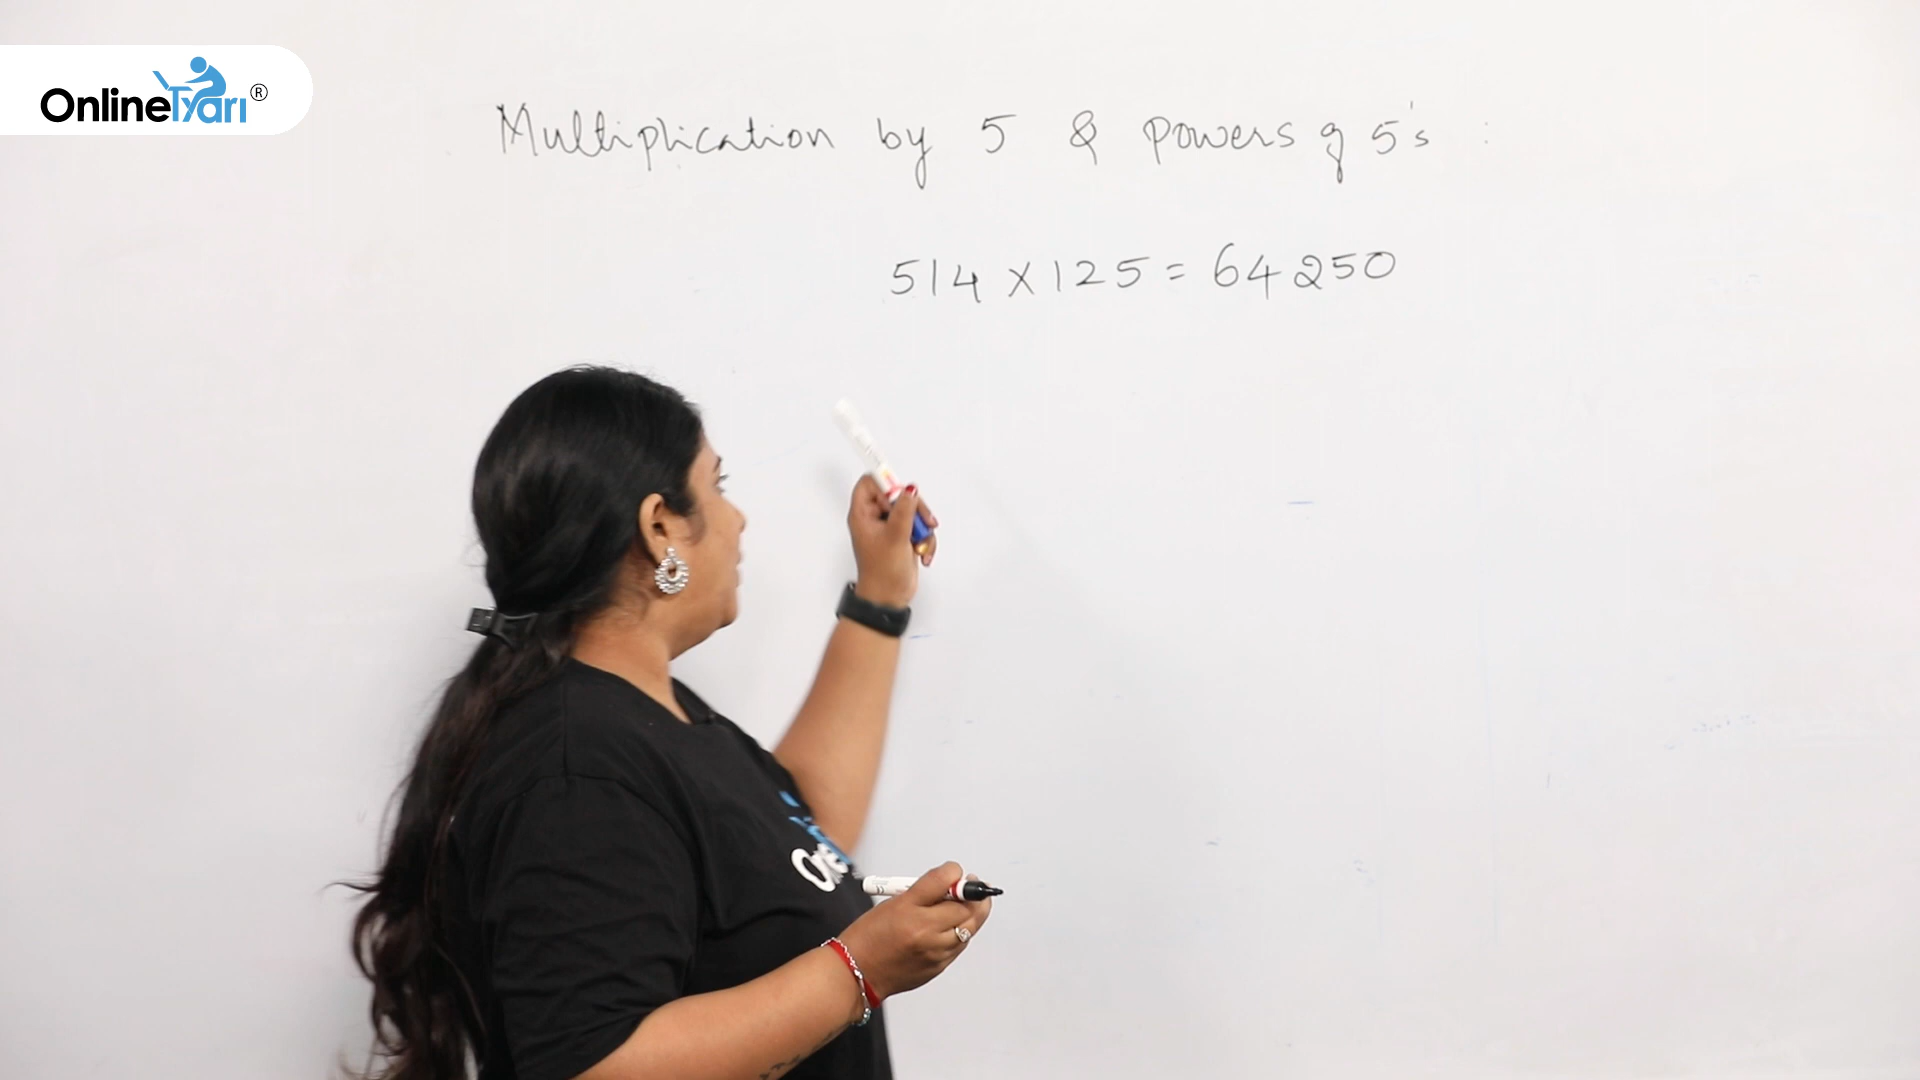 OnlineTyari®
Multiplication by 5 & Powers of 5's :
514 x 125 = 64250